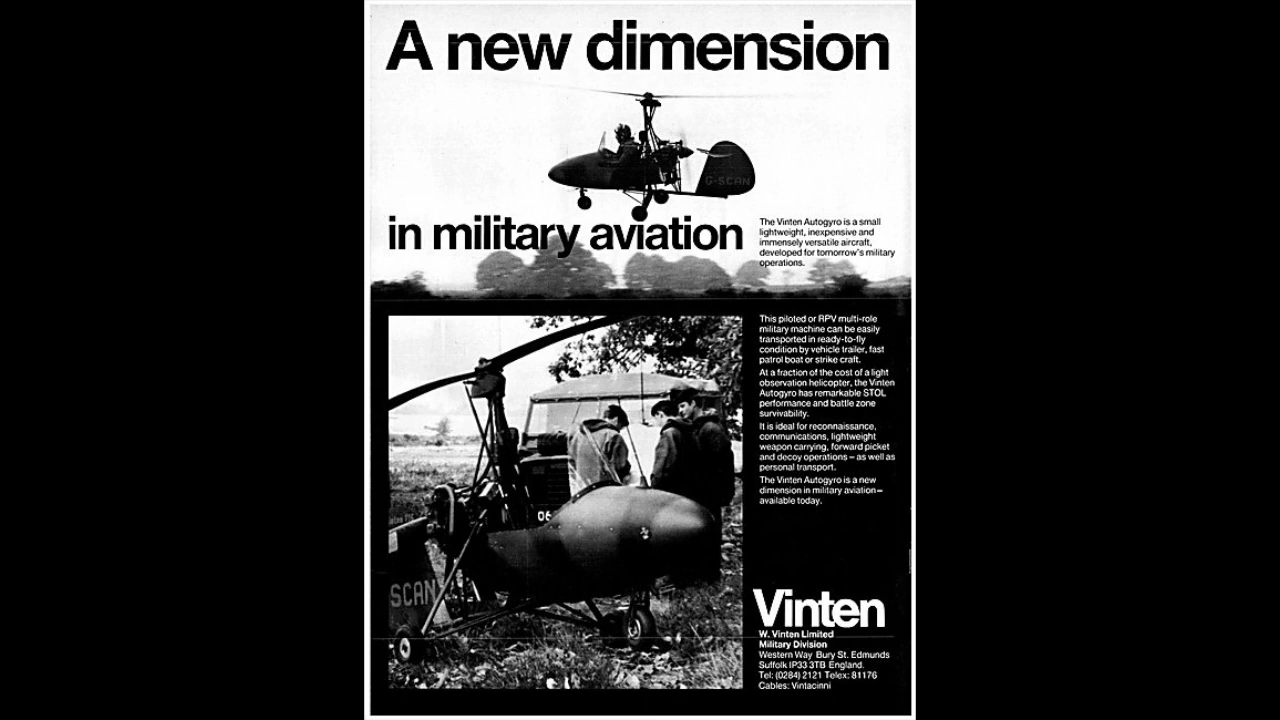 A new dimension
G-SCAN
in military aviation
The Vinten Autogyro is a small
lightweight, inexpensive and
immensely versatile aircraft,
developed for tomorrow's military
operations.
This piloted or RPV multi-role
military machine can be easily
transported in ready-to-fly
condition by vehicle trailer, fast
patrol boat or strike craft.
At a fraction of the cost of a light
observation helicopter, the Vinten
Autogyro has remarkable STOL
performance and battle zone
survivability.
It is ideal for reconnaissance,
communications, lightweight
weapon carrying, forward picket
and decoy operations – as well as
personal transport.
The Vinten Autogyro is a new
dimension in military aviation –
available today.
06
SCAN
Vinten
W. Vinten Limited
Military Division
Western Way Bury St. Edmunds
Suffolk IP33 3TB England.
Tel: (0284) 2121 Telex: 81176
Cables: Vintacinni